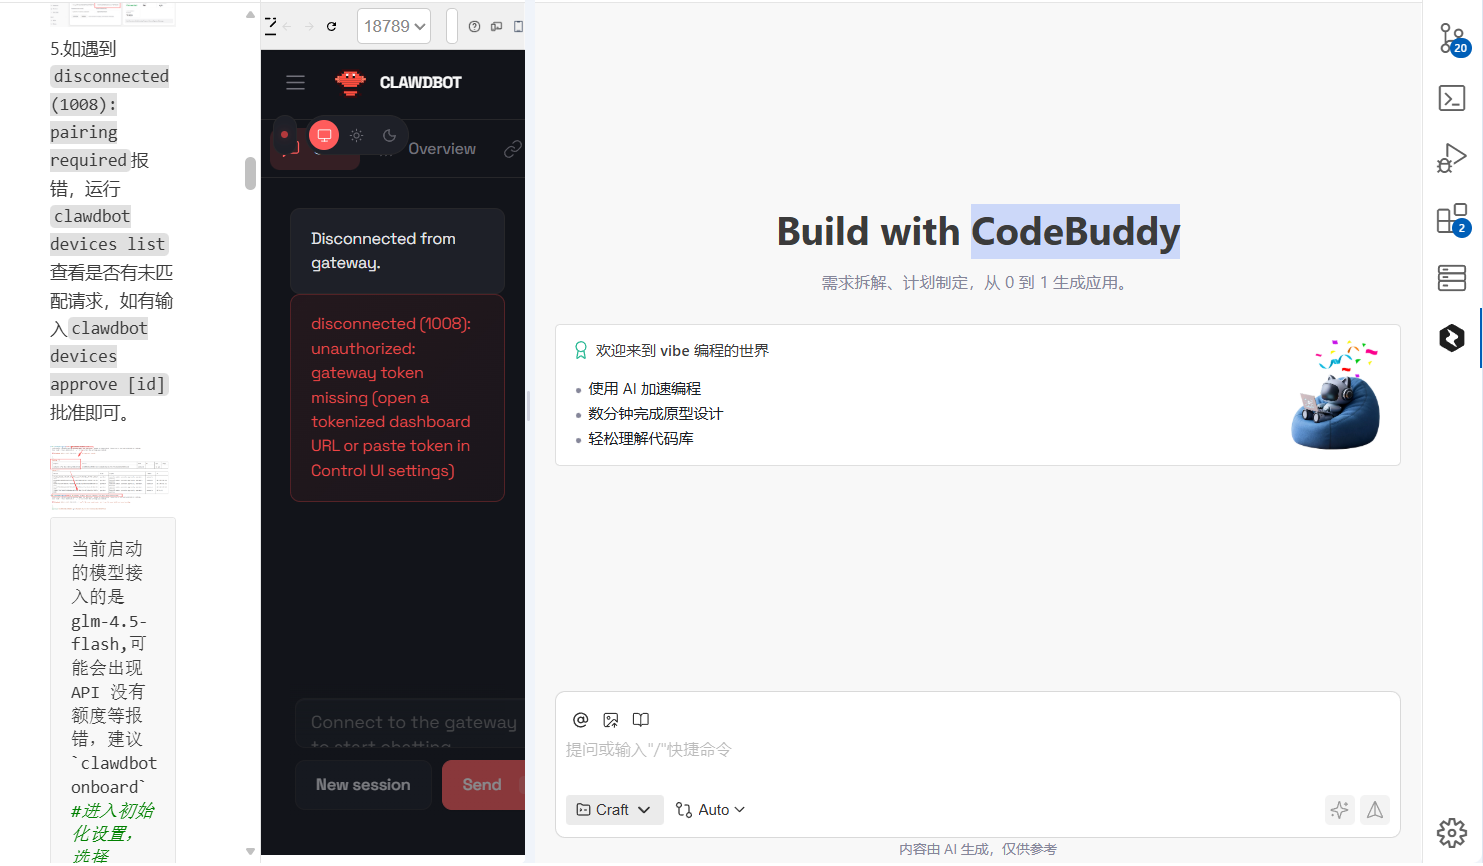 5.如遇到
disconnected
(1008):
pairing
required报
错，运行
clawdbot
devices list
查看是否有未匹
配请求，如有输
入clawdbot
devices
approve [id]
批准即可。
当前启动
的模型接
入的是
glm-4.5-
flash,可
能会出现
API 没有
额度等报
错，建议
`clawdbot
onboard`
#进入初始
化设置，
选择
18789
CLAWDBOT
Overview
Disconnected from
gateway.
disconnected (1008):
unauthorized:
gateway token
missing (open a
tokenized dashboard
URL or paste token in
Control UI settings)
Connect to the gateway
to start chatting
New session
Send
Build with CodeBuddy
需求拆解、计划制定，从 0 到 1 生成应用。
欢迎来到 vibe 编程的世界
使用 AI 加速编程
数分钟完成原型设计
轻松理解代码库
提问或输入"/"快捷命令
Craft
Auto
内容由 AI 生成，仅供参考
20
2